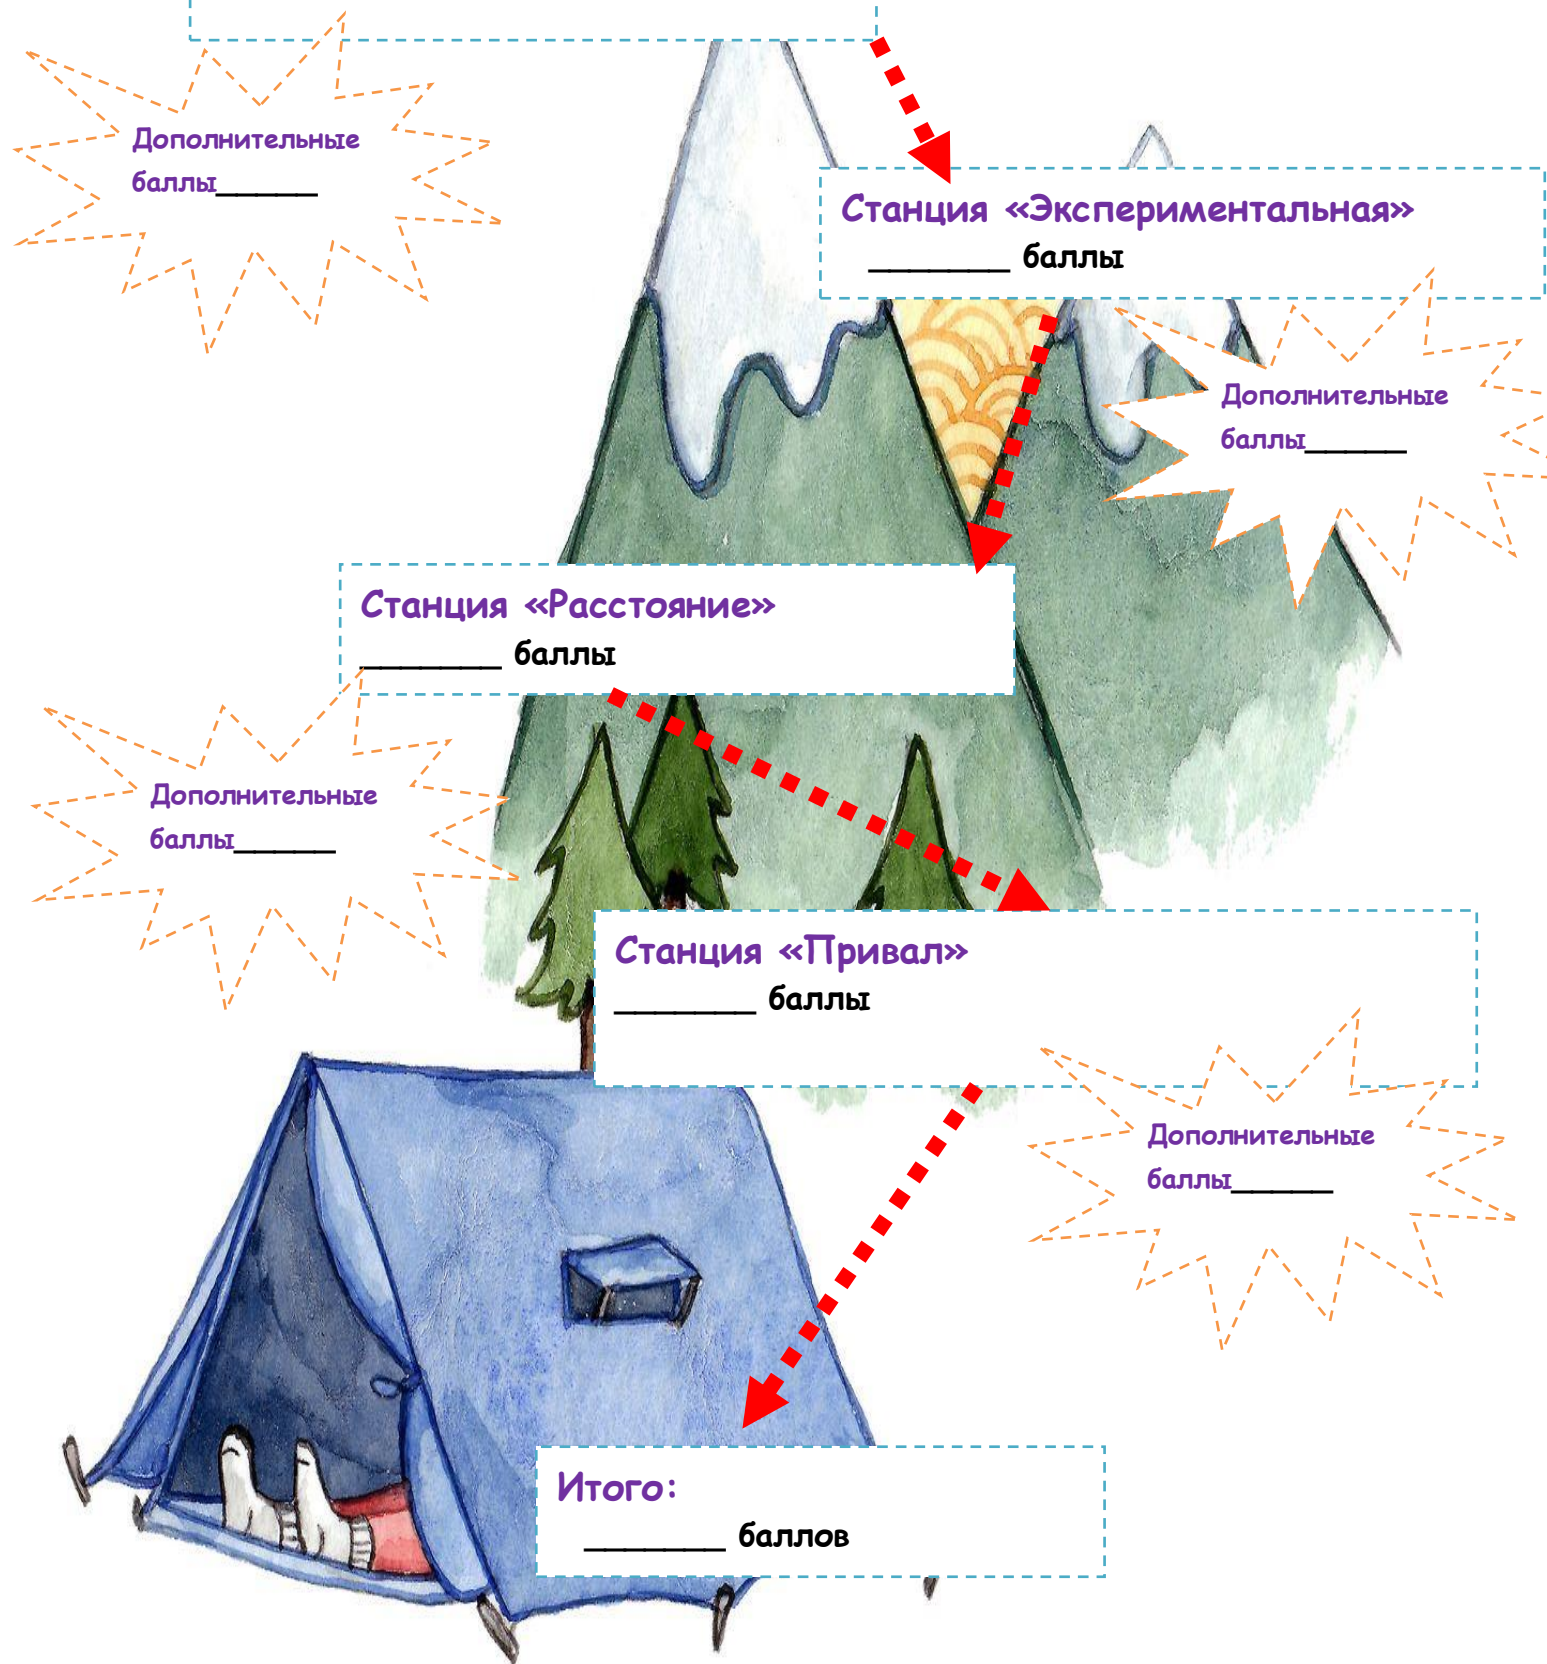 Дополнительные
баллы______
Станция «Экспериментальная»
________ баллы
Дополнительные
баллы______
Станция «Расстояние»
________ баллы
Дополнительные
баллы______
Станция «Привал»
________ баллы
Дополнительные
баллы______
Итого:
________ баллов